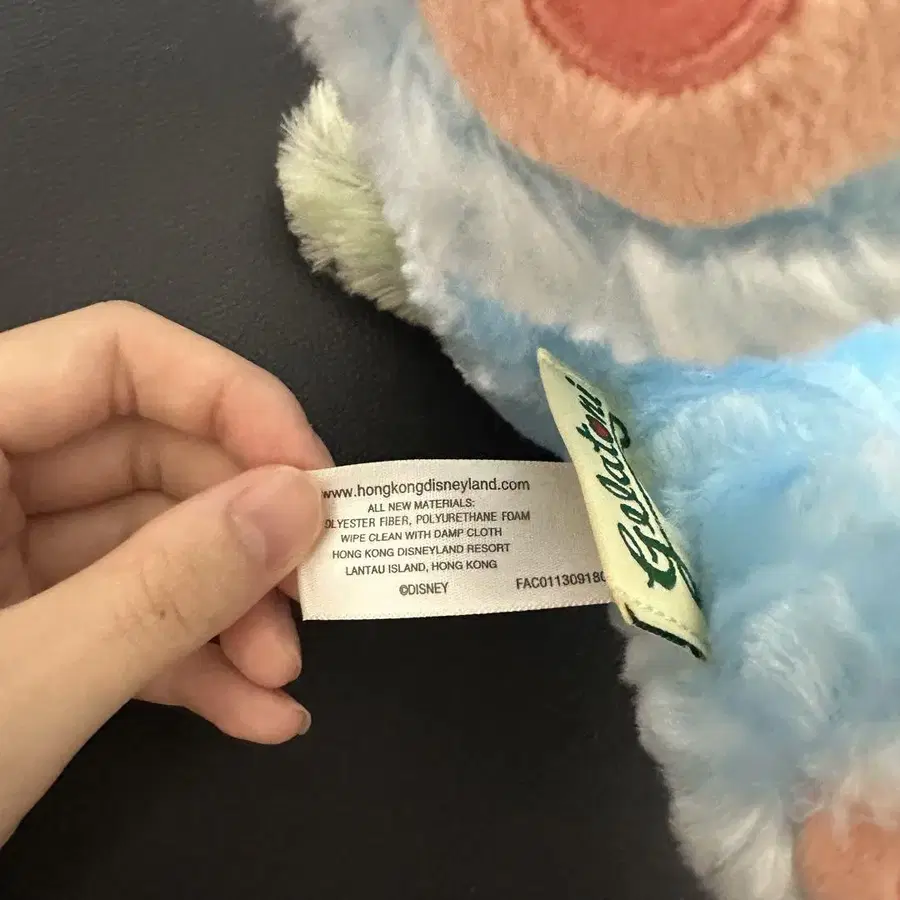 www.hongkongdisneyland.com
ALL NEW MATERIALS:
OLYESTER FIBER, POLYURETHANE FOAM
WIPE CLEAN WITH DAMP CLOTH
HONG KONG DISNEYLAND RESORT
LANTAU ISLAND, HONG KONG
©DISNEY FAC01130918
Gelatoni